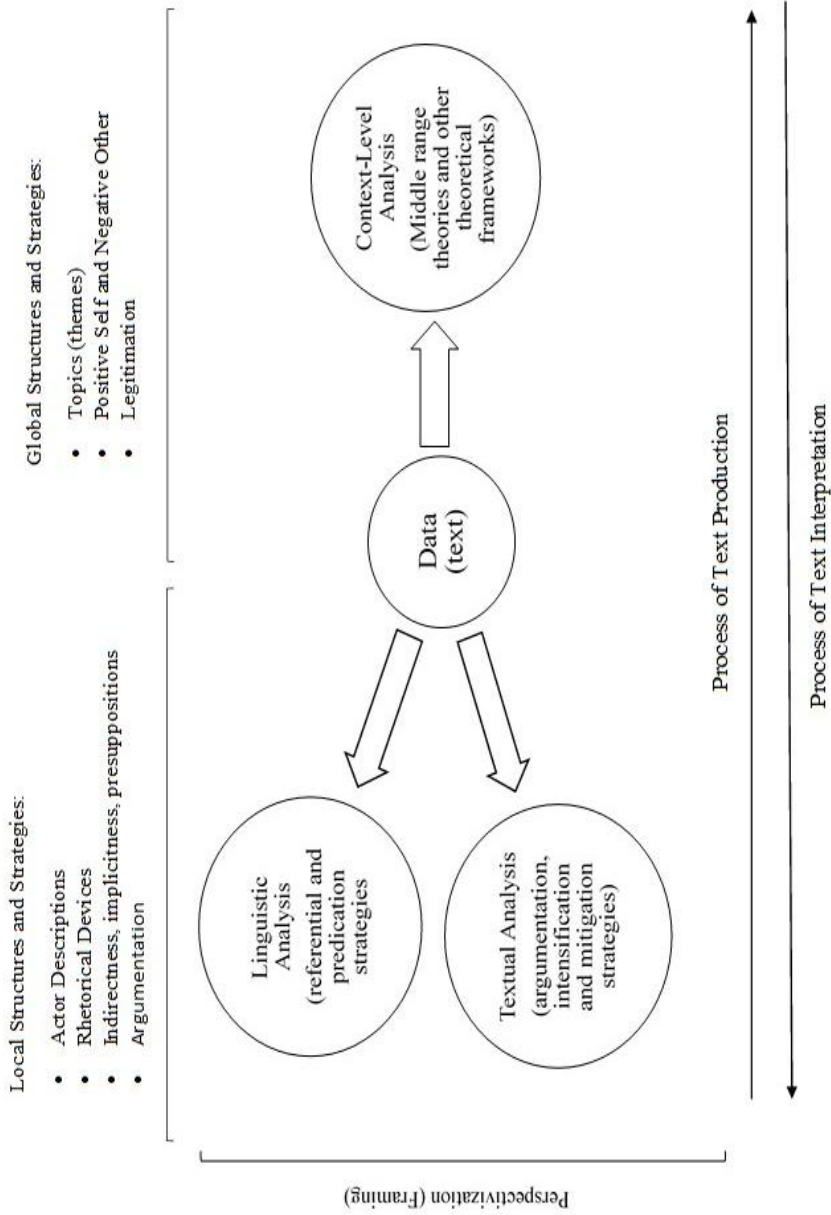 Local Structures and Strategies:
• Actor Descriptions
• Rhetorical Devices
• Indirectness, implicitness, presuppositions
• Argumentation
Global Structures and Strategies:
• Topics (themes)
• Positive Self and Negative Other
• Legitimation
Perspectivization (Framing)
Linguistic
Analysis
(referential and
predication
strategies
Textual Analysis
(argumentation,
intensification
and mitigation
strategies)
Data
(text)
Context-Level
Analysis
(Middle range
theories and other
theoretical
frameworks)
Process of Text Production
Process of Text Interpretation